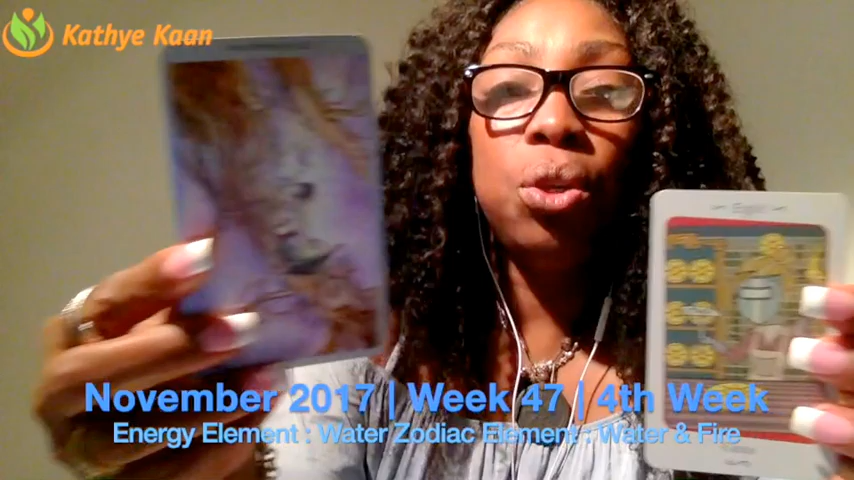 Kathye Kaan
November 2017 | Week 47 | 4th Week
Energy Element : Water Zodiac Element : Water & Fire